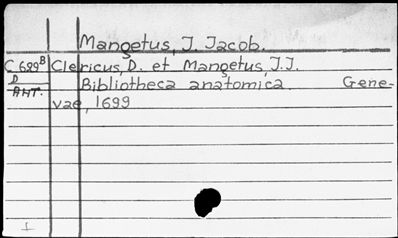 Mangetus, J. Jacob.
C 699B Clericus, D. et Mangetus, J.J.
D Bibliotheca anatomica. Gene-
ANT. vae, 1699
I